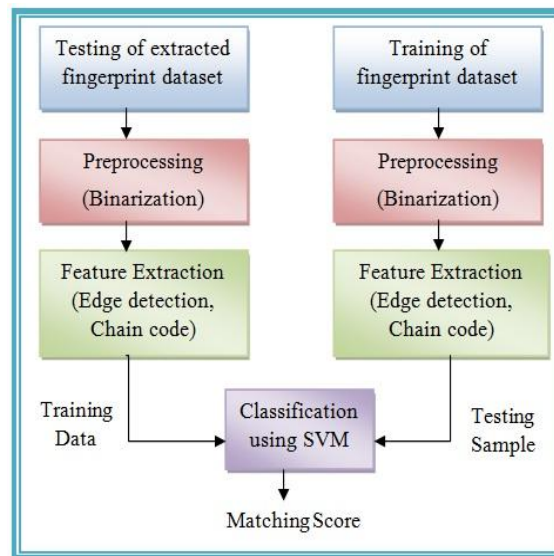 Testing of extracted
fingerprint dataset
Training of
fingerprint dataset
Preprocessing
(Binarization)
Preprocessing
(Binarization)
Feature Extraction
(Edge detection,
Chain code)
Feature Extraction
(Edge detection,
Chain code)
Training
Data
Classification
using SVM
Testing
Sample
Matching Score